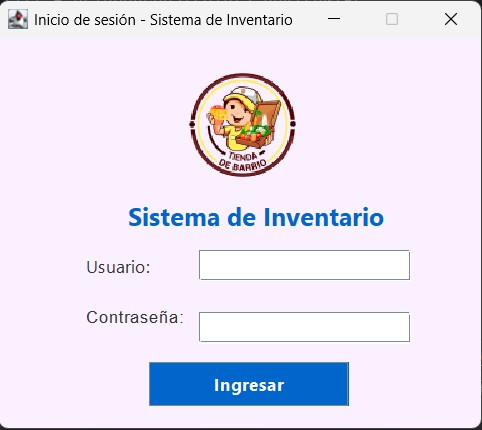 Inicio de sesión - Sistema de Inventario
TIENDA
DE BARRIO
Sistema de Inventario
Usuario:
Contraseña:
Ingresar